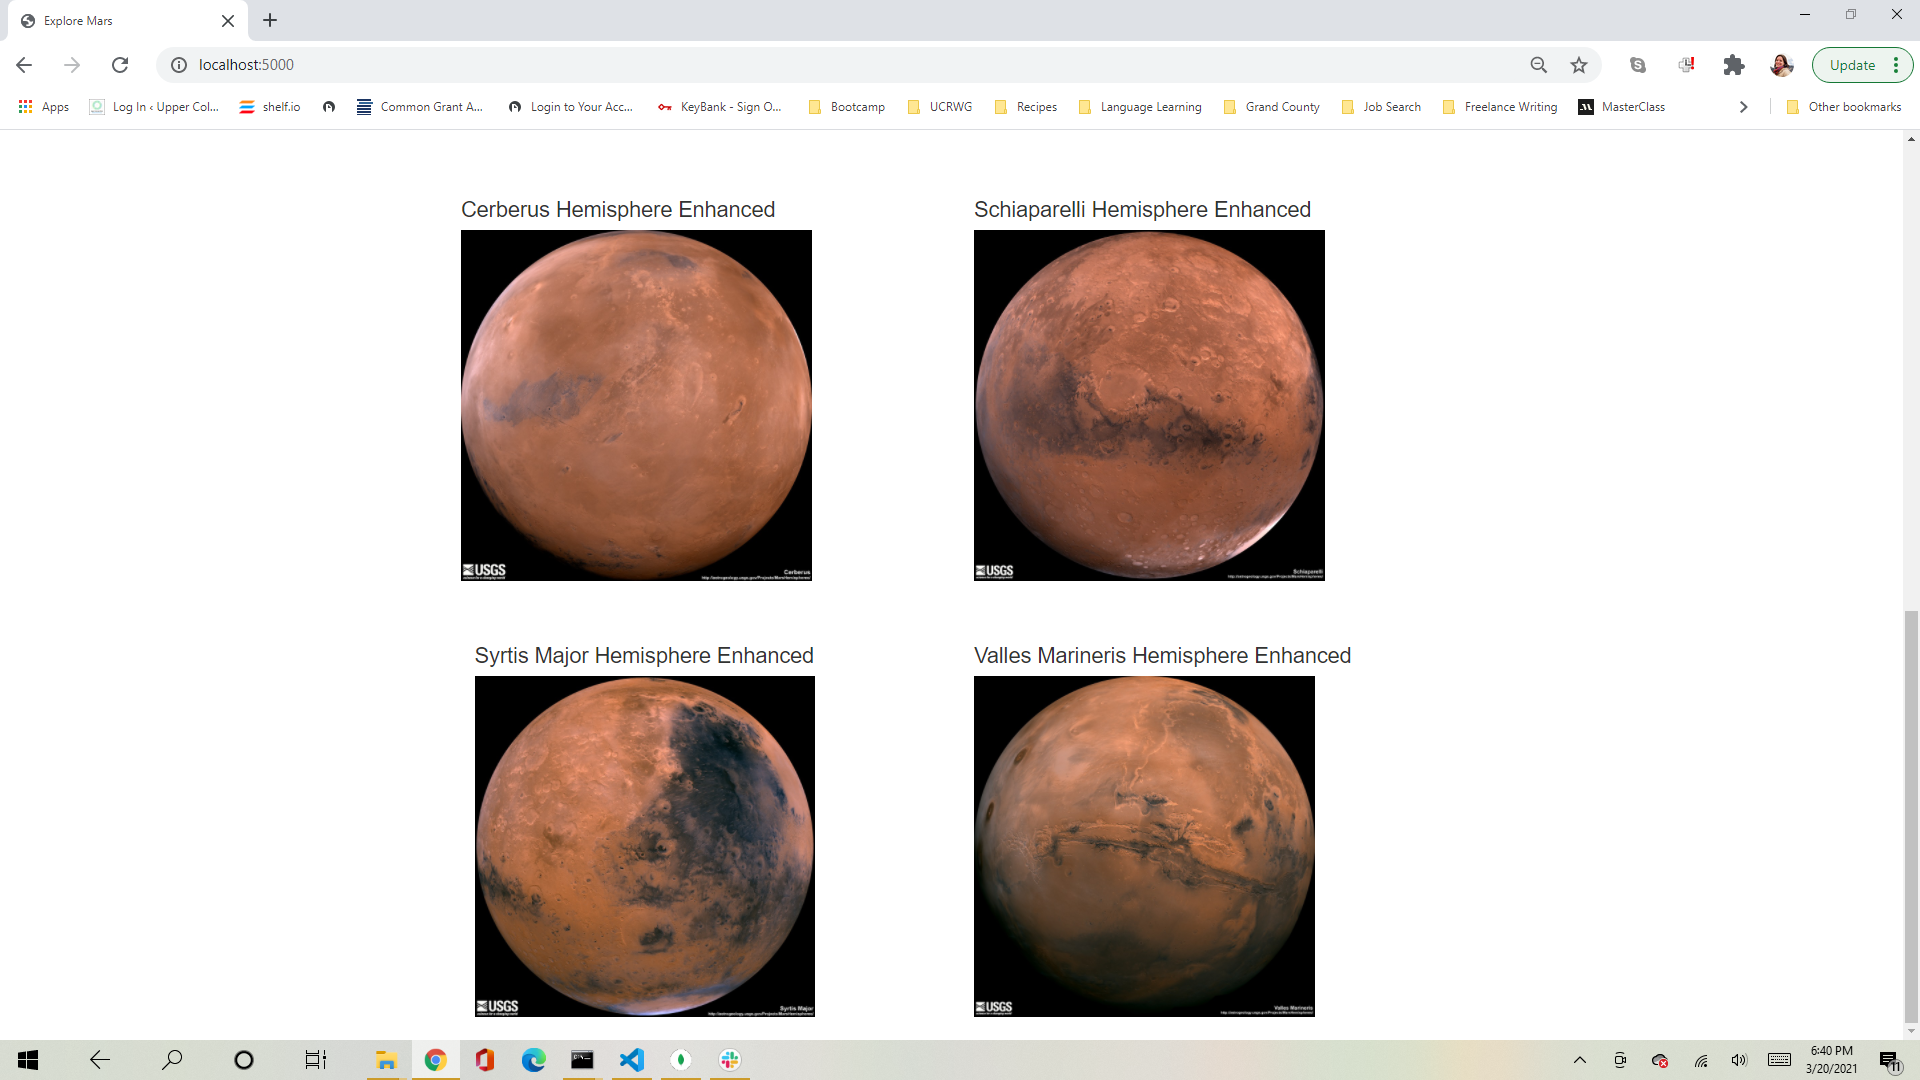 Explore Mars
localhost:5000
Update
Apps
Log In ‹ Upper Col...
shelf.io
Common Grant A...
Login to Your Acc...
KeyBank - Sign O...
Bootcamp
UCRWG
Recipes
Language Learning
Grand County
Job Search
Freelance Writing
MasterClass
Other bookmarks
Cerberus Hemisphere Enhanced
Schiaparelli Hemisphere Enhanced
USGS
Cerberus
USGS
Schiaparelli
Syrtis Major Hemisphere Enhanced
Valles Marineris Hemisphere Enhanced
USGS
Syrtis Major
USGS
Valles Marineris
6:40 PM
3/20/2021
11